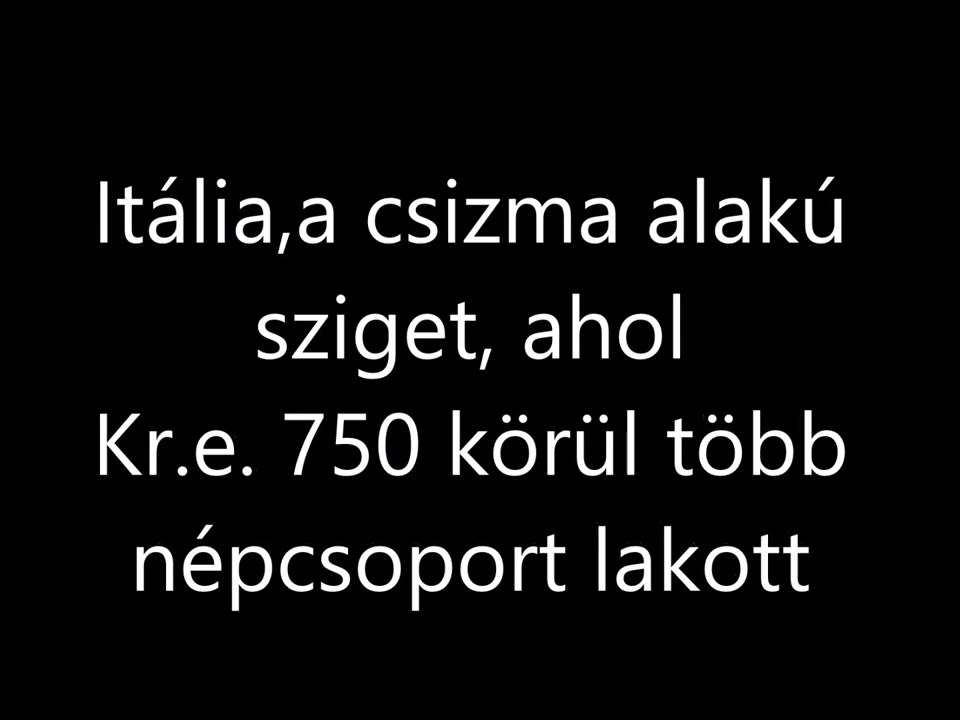 Itália,a csizma alakú
sziget, ahol
Kr.e. 750 körül több
népcsoport lakott